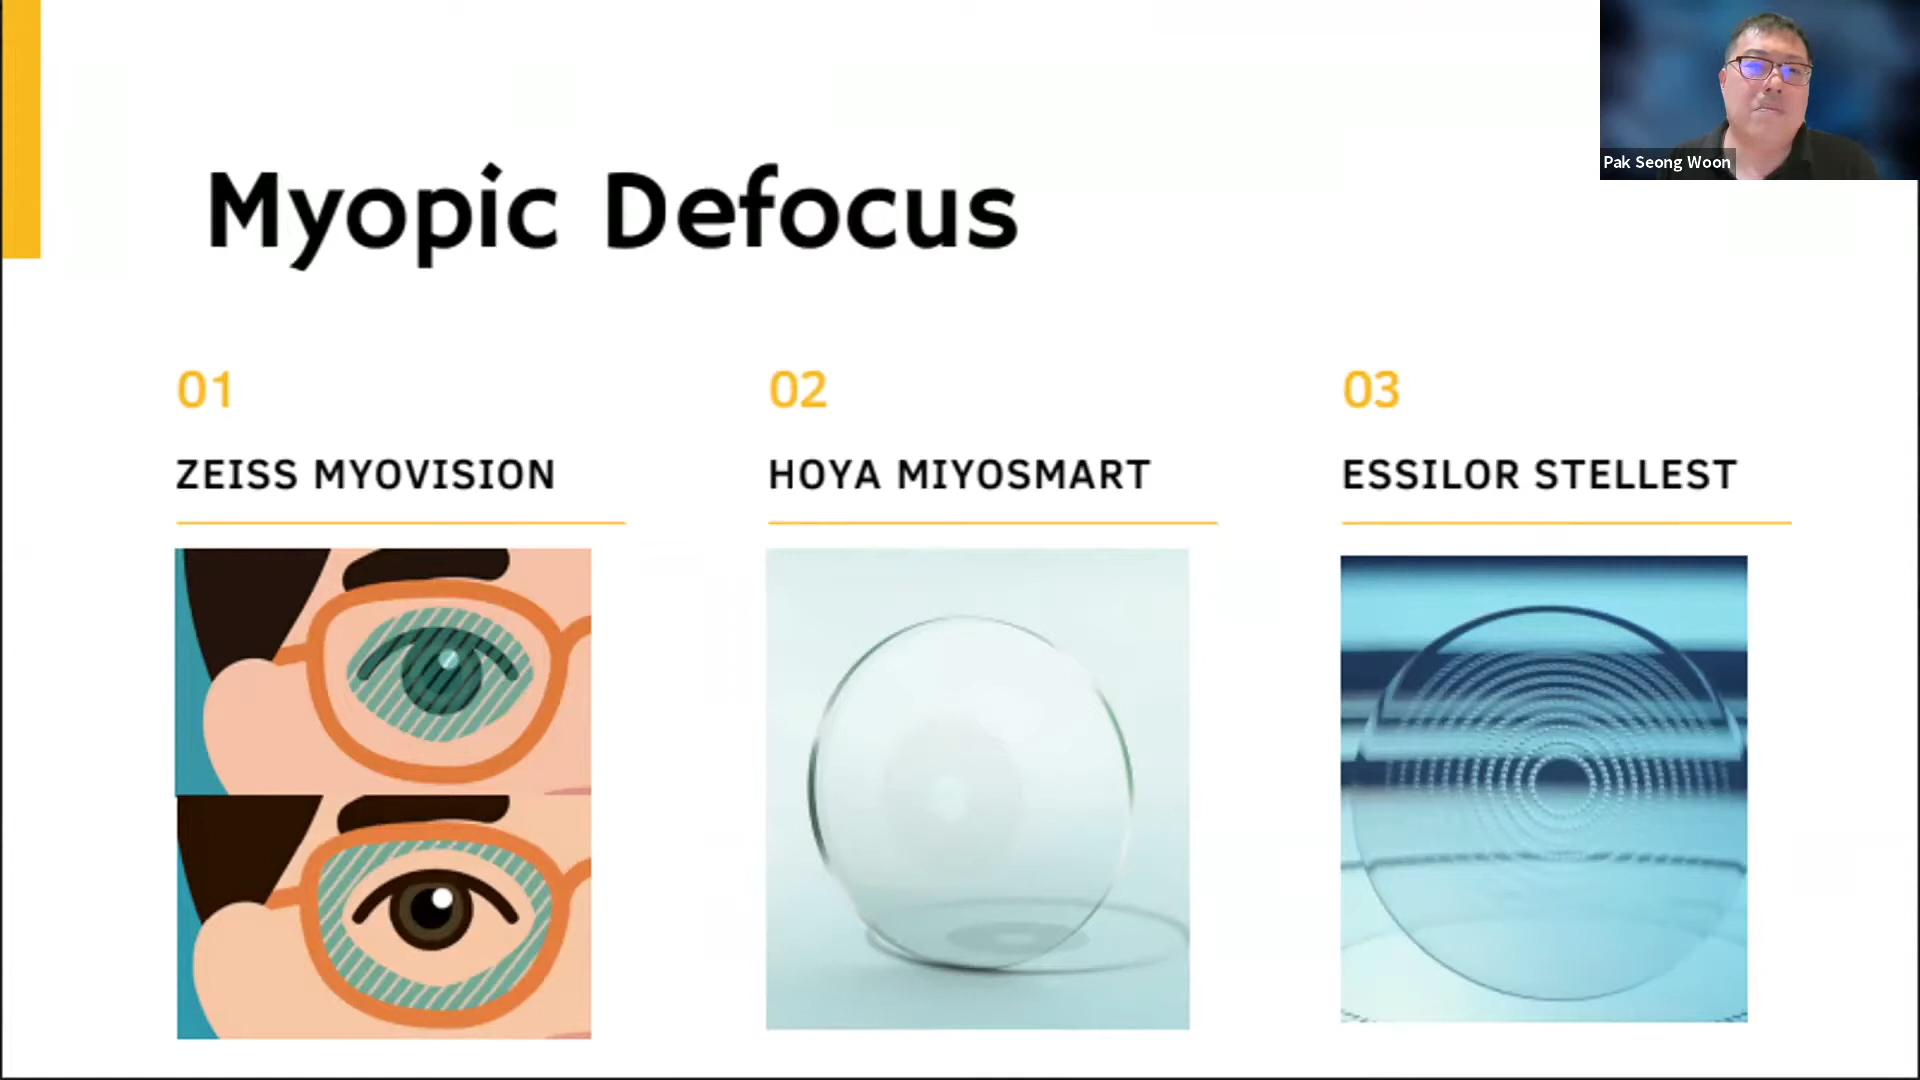 Pak Seong Woon
Myopic Defocus
01
ZEISS MYOVISION
02
HOYA MIYOSMART
03
ESSILOR STELLEST